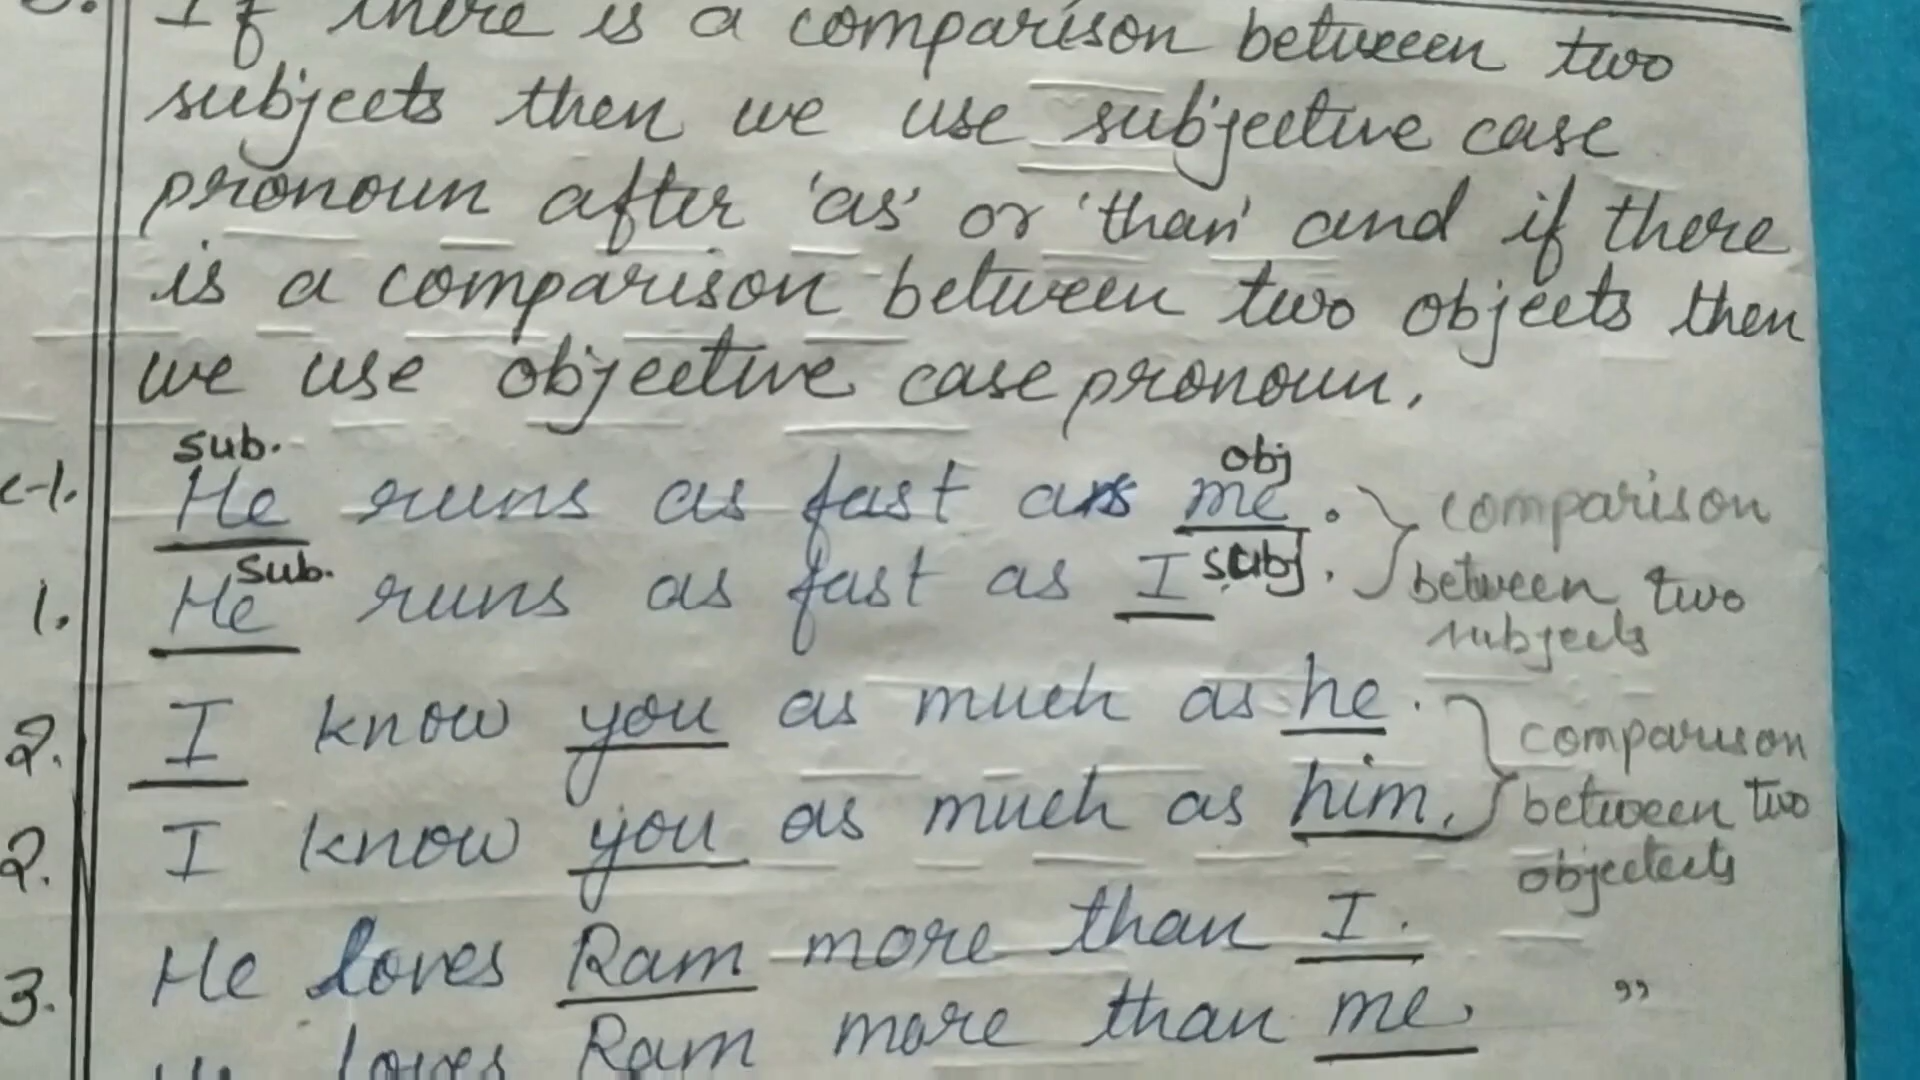 If there is a comparison between two
subjects then we use subjective case
pronoun after 'as' or 'than' and if there
is a comparison between two objects then
we use objective case pronoun.
sub. obj
He runs as fast as me. comparison
sub. subj
1. He runs as fast as I. between two
subjects
2. I know you as much as he. comparison
2. I know you as much as him. between two
objectects
He loves Ram more than I.
3. "
He loves Ram more than me.